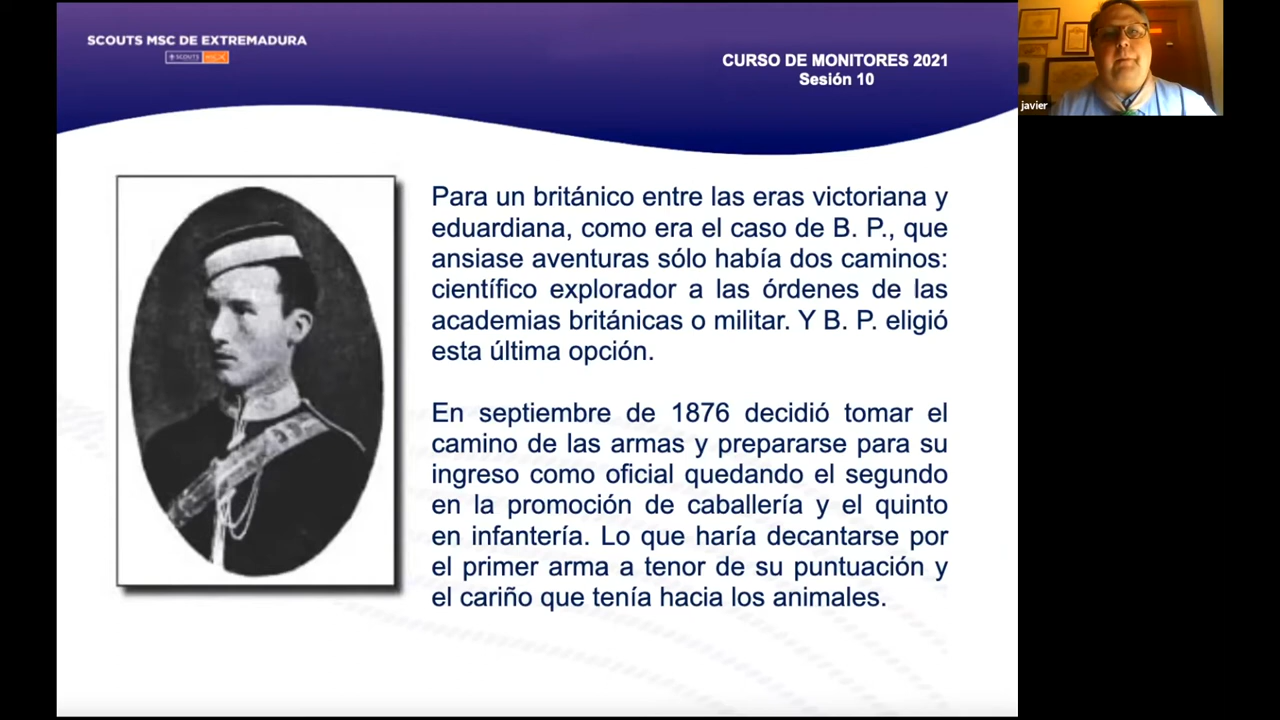 SCOUTS MSC DE EXTREMADURA
SCOUTS MSC
CURSO DE MONITORES 2021
Sesión 10
javier
Para un británico entre las eras victoriana y
eduardiana, como era el caso de B. P., que
ansiase aventuras sólo había dos caminos:
científico explorador a las órdenes de las
academias británicas o militar. Y B. P. eligió
esta última opción.
En septiembre de 1876 decidió tomar el
camino de las armas y prepararse para su
ingreso como oficial quedando el segundo
en la promoción de caballería y el quinto
en infantería. Lo que haría decantarse por
el primer arma a tenor de su puntuación y
el cariño que tenía hacia los animales.